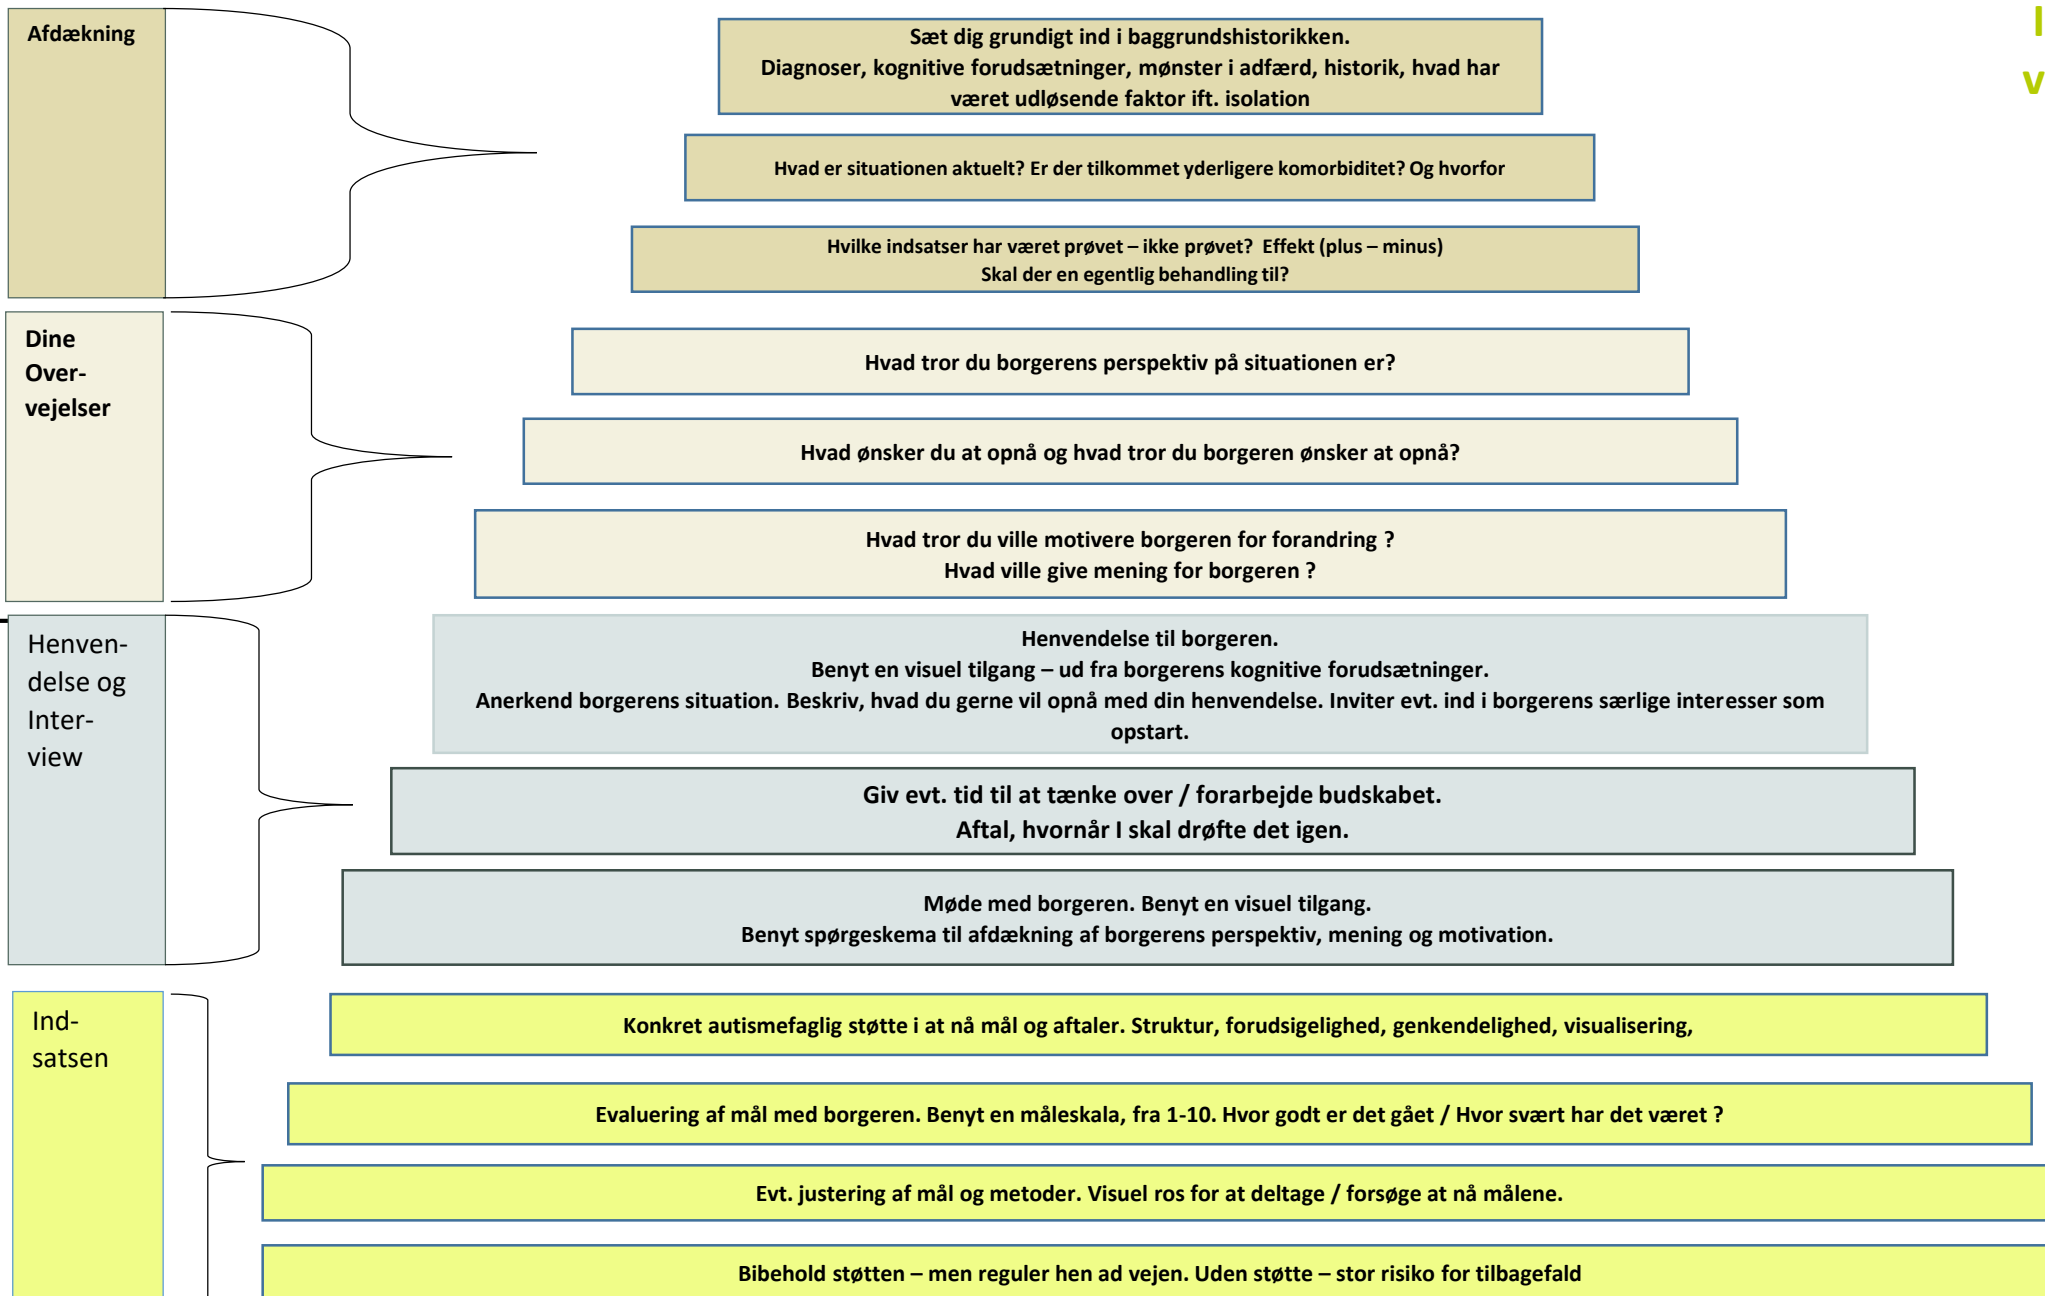 I
v
Afdækning
Sæt dig grundigt ind i baggrundshistorikken.
Diagnoser, kognitive forudsætninger, mønster i adfærd, historik, hvad har
været udløsende faktor ift. isolation
Hvad er situationen aktuelt? Er der tilkommet yderligere komorbiditet? Og hvorfor
Hvilke indsatser har været prøvet – ikke prøvet? Effekt (plus – minus)
Skal der en egentlig behandling til?
Dine
Over-
vejelser
Hvad tror du borgerens perspektiv på situationen er?
Hvad ønsker du at opnå og hvad tror du borgeren ønsker at opnå?
Hvad tror du ville motivere borgeren for forandring ?
Hvad ville give mening for borgeren ?
Henven-
delse og
Inter-
view
Henvendelse til borgeren.
Benyt en visuel tilgang – ud fra borgerens kognitive forudsætninger.
Anerkend borgerens situation. Beskriv, hvad du gerne vil opnå med din henvendelse. Inviter evt. ind i borgerens særlige interesser som
opstart.
Giv evt. tid til at tænke over / forarbejde budskabet.
Aftal, hvornår I skal drøfte det igen.
Møde med borgeren. Benyt en visuel tilgang.
Benyt spørgeskema til afdækning af borgerens perspektiv, mening og motivation.
Ind-
satsen
Konkret autismefaglig støtte i at nå mål og aftaler. Struktur, forudsigelighed, genkendelighed, visualisering,
Evaluering af mål med borgeren. Benyt en måleskala, fra 1-10. Hvor godt er det gået / Hvor svært har det været ?
Evt. justering af mål og metoder. Visuel ros for at deltage / forsøge at nå målene.
Bibehold støtten – men reguler hen ad vejen. Uden støtte – stor risiko for tilbagefald